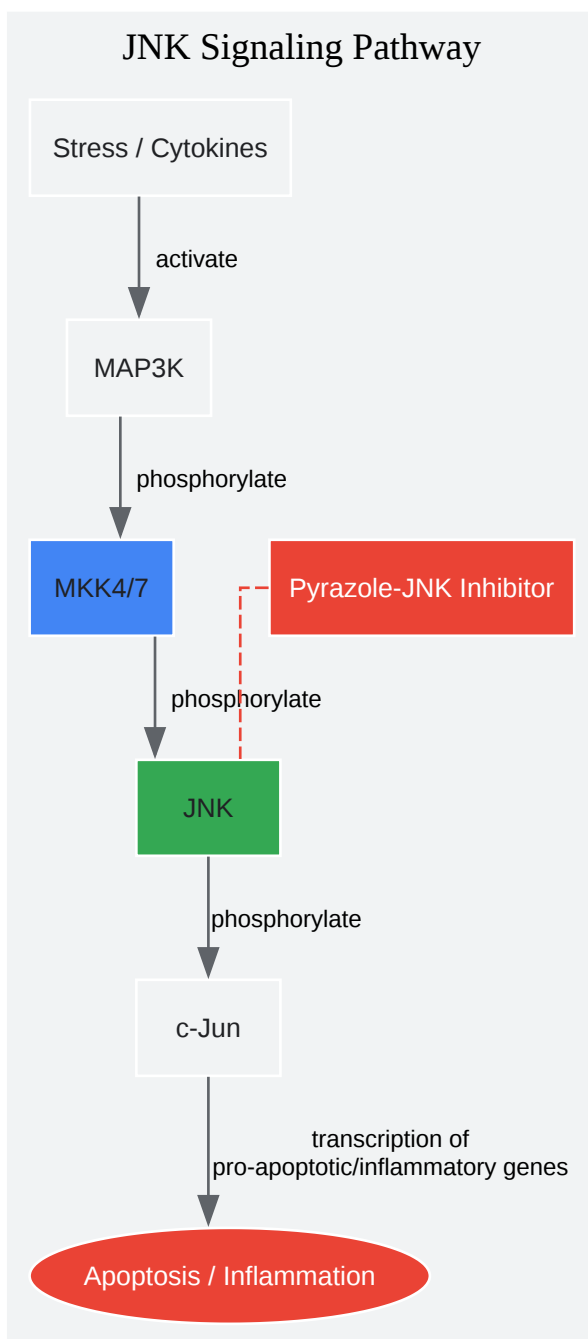 JNK Signaling Pathway
Stress / Cytokines
activate
MAP3K
phosphorylate
MKK4/7
Pyrazole-JNK Inhibitor
phosphorylate
JNK
phosphorylate
c-Jun
transcription of
pro-apoptotic/inflammatory genes
Apoptosis / Inflammation